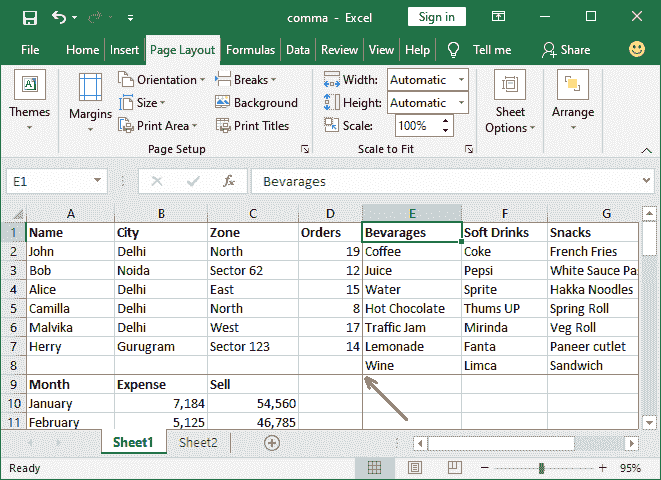 comma - Excel Sign in
File Home Insert Page Layout Formulas Data Review View Help Tell me Share
Themes Margins Orientation Breaks Width: Automatic Sheet Options Arrange
Size Background Height: Automatic
Print Area Print Titles Scale: 100%
Page Setup Scale to Fit
E1 fx Bevarages
A B C D E F G
1 Name City Zone Orders Bevarages Soft Drinks Snacks
2 John Delhi North 19 Coffee Coke French Fries
3 Bob Noida Sector 62 12 Juice Pepsi White Sauce Pa
4 Alice Delhi East 15 Water Sprite Hakka Noodles
5 Camilla Delhi North 8 Hot Chocolate Thums UP Spring Roll
6 Malvika Delhi West 17 Traffic Jam Mirinda Veg Roll
7 Herry Gurugram Sector 123 14 Lemonade Fanta Paneer cutlet
8 Wine Limca Sandwich
9 Month Expense Sell
10 January 7,184 54,560
11 February 5,125 46,785
Sheet1 Sheet2
Ready 95%